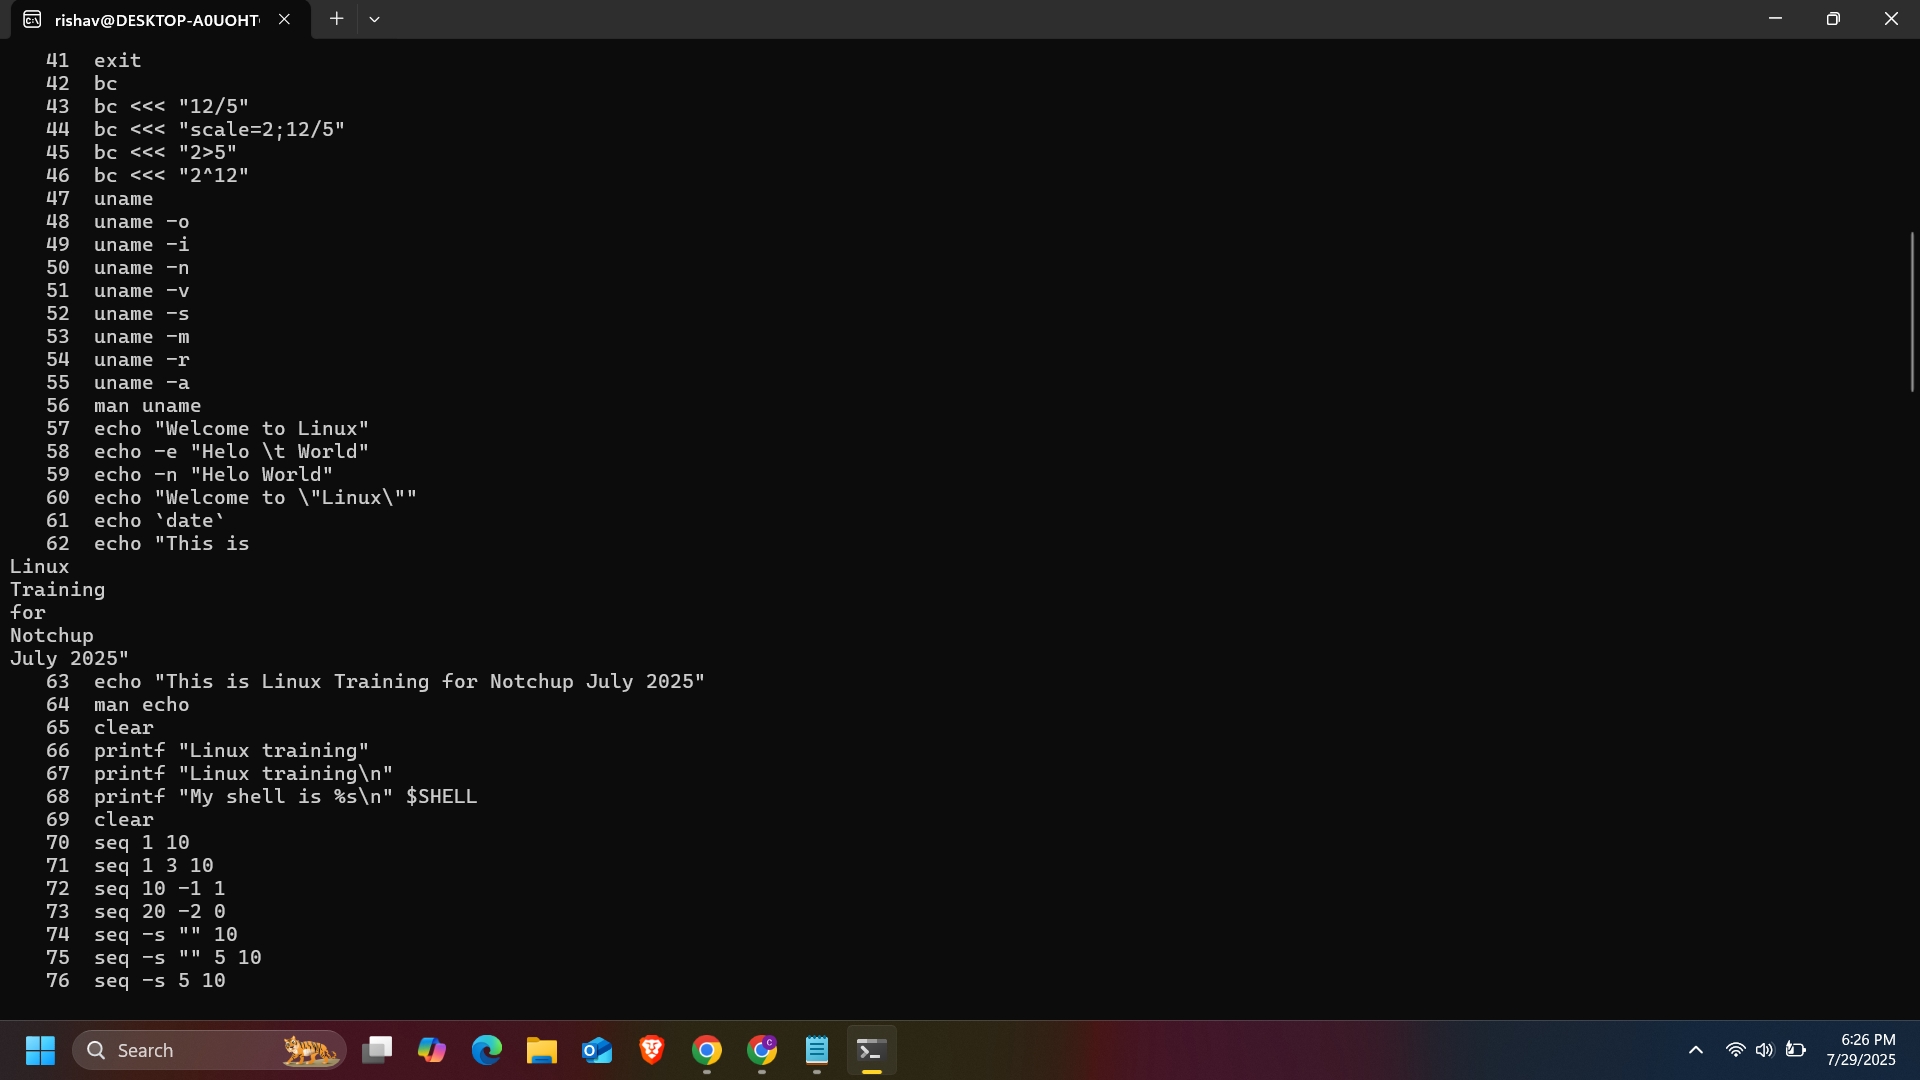 rishav@DESKTOP-A0UOHT
41 exit
42 bc
43 bc <<< "12/5"
44 bc <<< "scale=2;12/5"
45 bc <<< "2>5"
46 bc <<< "2^12"
47 uname
48 uname -o
49 uname -i
50 uname -n
51 uname -v
52 uname -s
53 uname -m
54 uname -r
55 uname -a
56 man uname
57 echo "Welcome to Linux"
58 echo -e "Helo \t World"
59 echo -n "Helo World"
60 echo "Welcome to \"Linux\""
61 echo `date`
62 echo "This is
Linux
Training
for
Notchup
July 2025"
63 echo "This is Linux Training for Notchup July 2025"
64 man echo
65 clear
66 printf "Linux training"
67 printf "Linux training\n"
68 printf "My shell is %s\n" $SHELL
69 clear
70 seq 1 10
71 seq 1 3 10
72 seq 10 -1 1
73 seq 20 -2 0
74 seq -s "" 10
75 seq -s "" 5 10
76 seq -s 5 10
Search
6:26 PM
7/29/2025